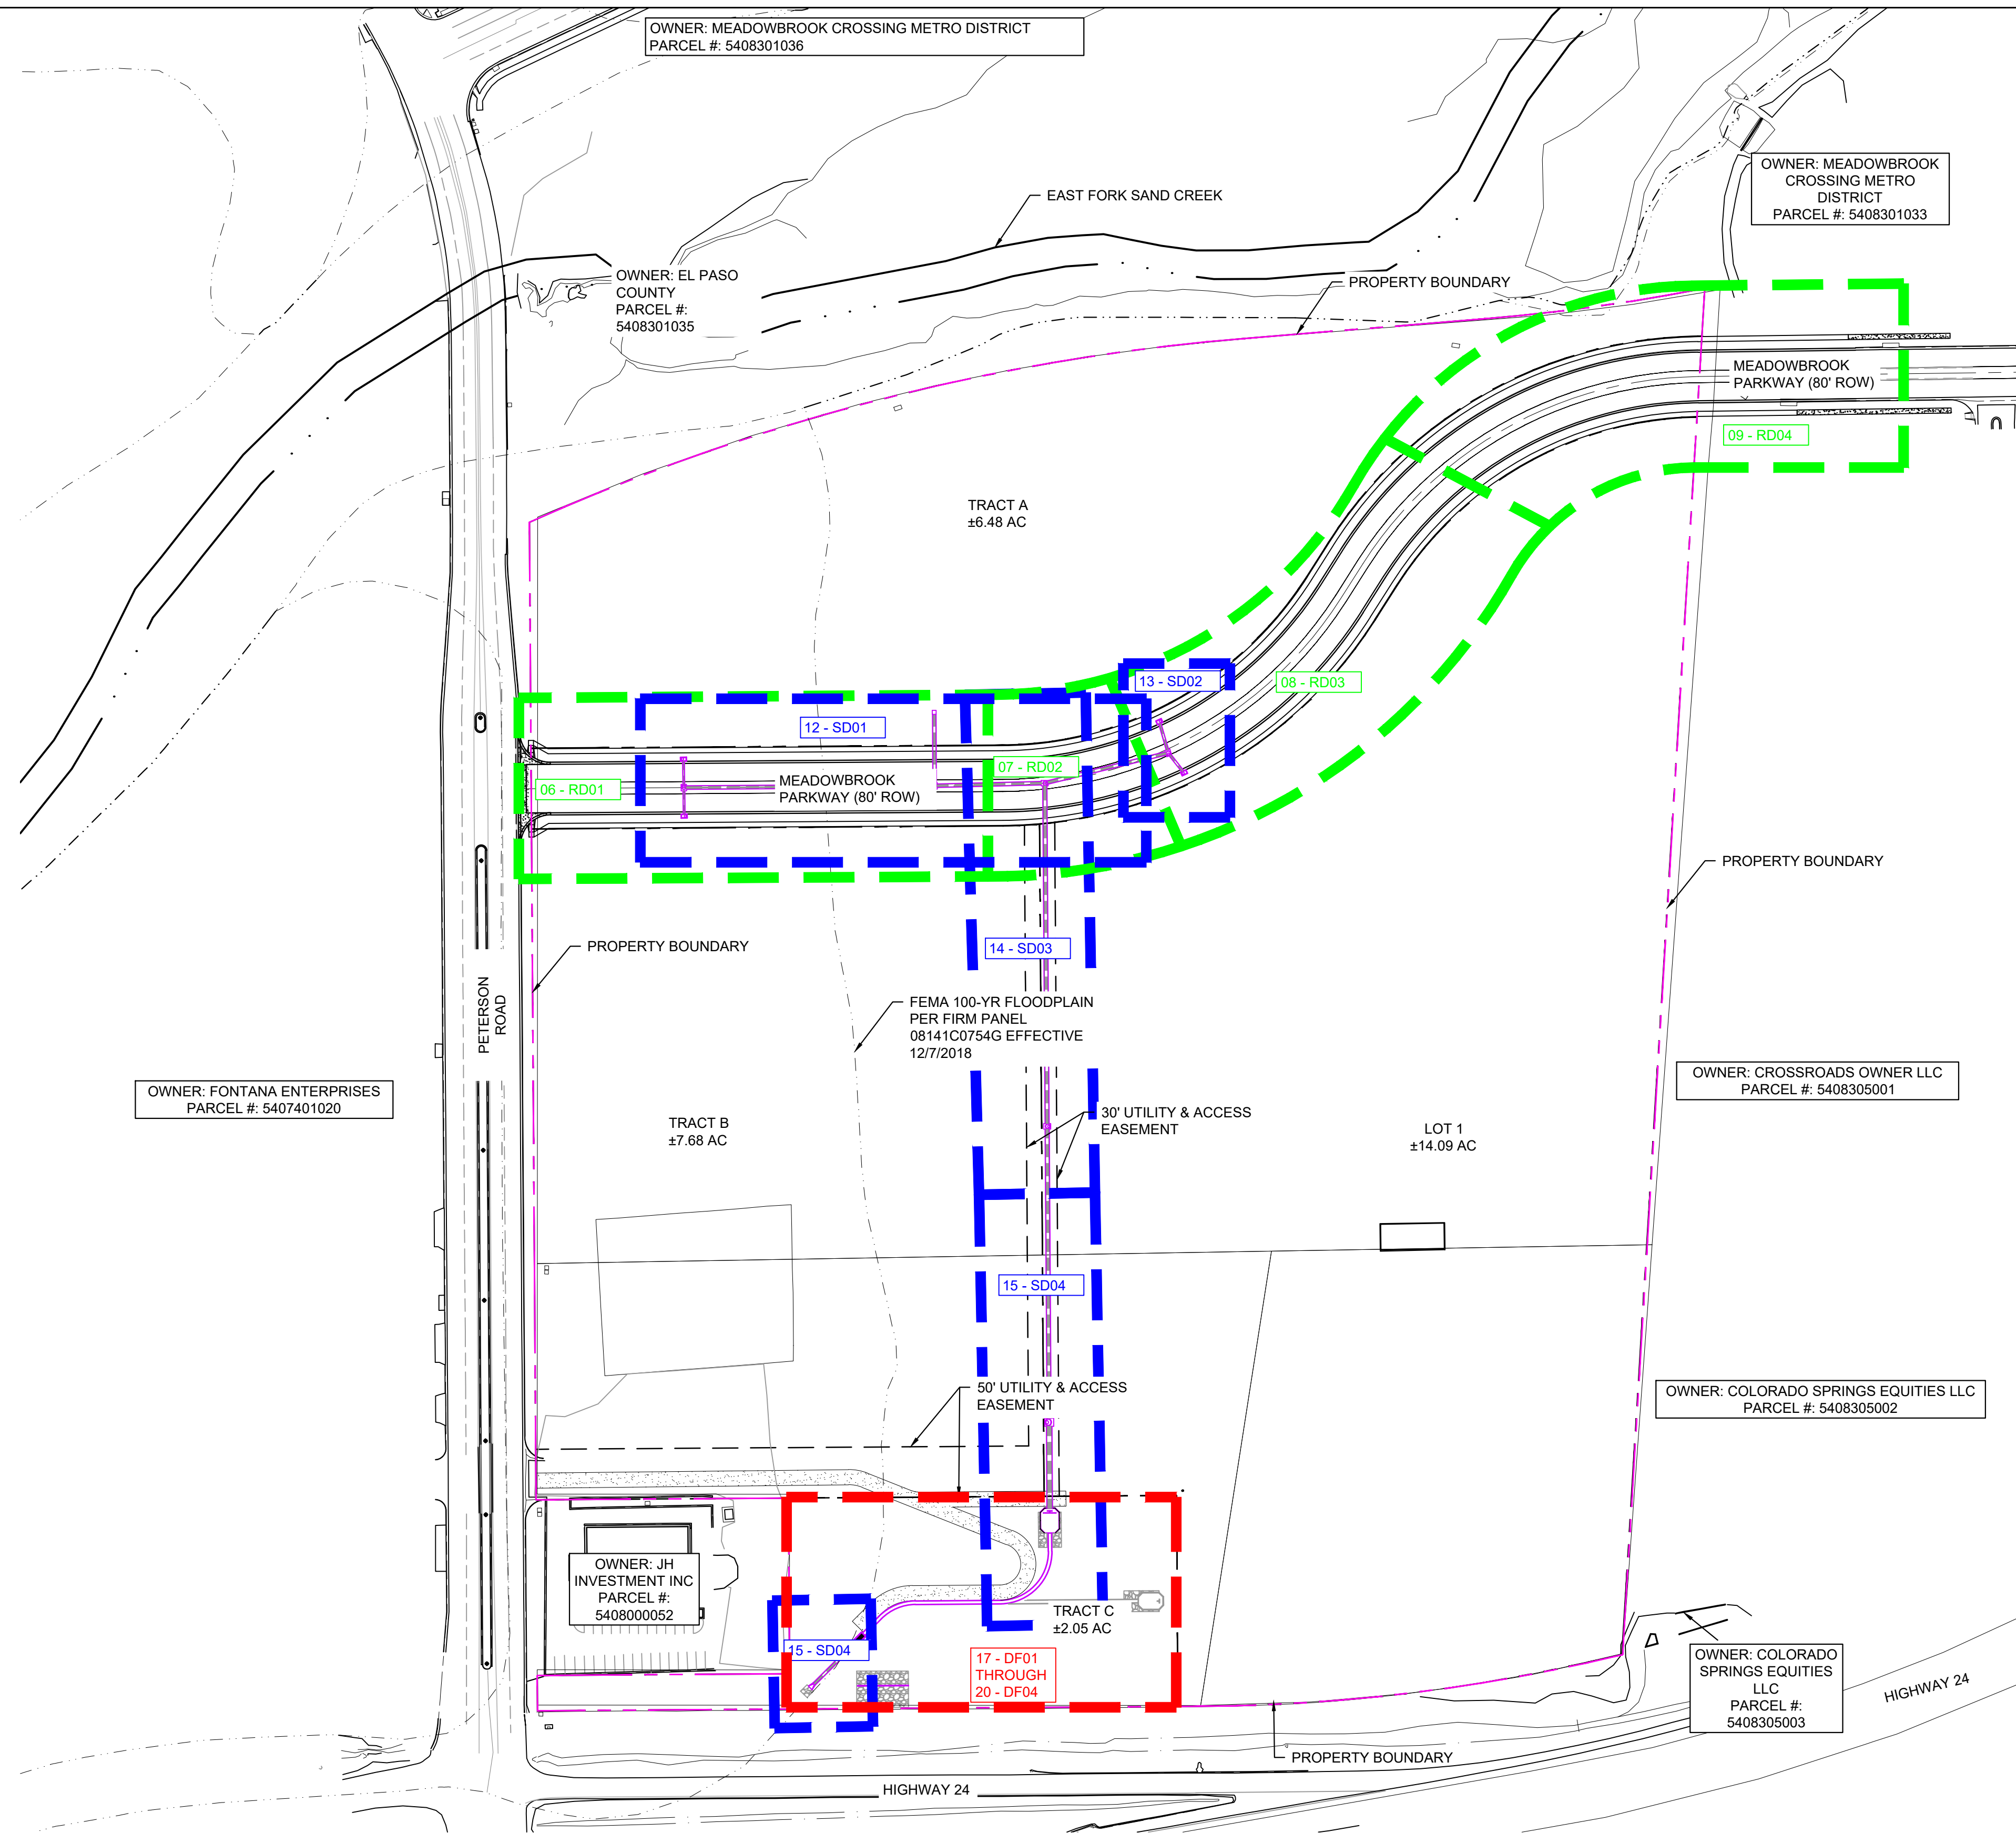 OWNER: MEADOWBROOK CROSSING METRO DISTRICT
PARCEL #: 5408301036
OWNER: MEADOWBROOK
CROSSING METRO
DISTRICT
PARCEL #: 5408301033
EAST FORK SAND CREEK
OWNER: EL PASO
COUNTY
PARCEL #:
5408301035
PROPERTY BOUNDARY
MEADOWBROOK
PARKWAY (80' ROW)
09 - RD04
TRACT A
±6.48 AC
13 - SD02
08 - RD03
12 - SD01
07 - RD02
06 - RD01
MEADOWBROOK
PARKWAY (80' ROW)
PROPERTY BOUNDARY
PROPERTY BOUNDARY
14 - SD03
PETERSON
ROAD
FEMA 100-YR FLOODPLAIN
PER FIRM PANEL
08141C0754G EFFECTIVE
12/7/2018
OWNER: FONTANA ENTERPRISES
PARCEL #: 5407401020
OWNER: CROSSROADS OWNER LLC
PARCEL #: 5408305001
TRACT B
±7.68 AC
30' UTILITY & ACCESS
EASEMENT
LOT 1
±14.09 AC
15 - SD04
50' UTILITY & ACCESS
EASEMENT
OWNER: COLORADO SPRINGS EQUITIES LLC
PARCEL #: 5408305002
OWNER: JH
INVESTMENT INC
PARCEL #:
5408000052
TRACT C
±2.05 AC
15 - SD04
17 - DF01
THROUGH
20 - DF04
OWNER: COLORADO
SPRINGS EQUITIES
LLC
PARCEL #:
5408305003
HIGHWAY 24
PROPERTY BOUNDARY
HIGHWAY 24